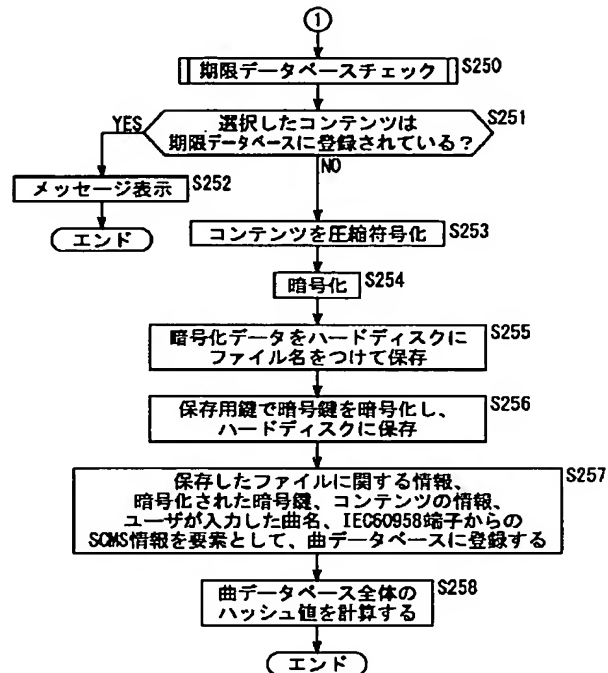 1
期限データベースチェック S250
選択したコンテンツは
期限データベースに登録されている？
S251
YES
NO
メッセージ表示 S252
エンド
コンテンツを圧縮符号化 S253
暗号化 S254
暗号化データをハードディスクに
ファイル名をつけて保存
S255
保存用鍵で暗号鍵を暗号化し、
ハードディスクに保存
S256
保存したファイルに関する情報、
暗号化された暗号鍵、コンテンツの情報、
ユーザが入力した曲名、IEC60958端子からの
SCMS情報を要素として、曲データベースに登録する
S257
曲データベース全体の
ハッシュ値を計算する
S258
エンド